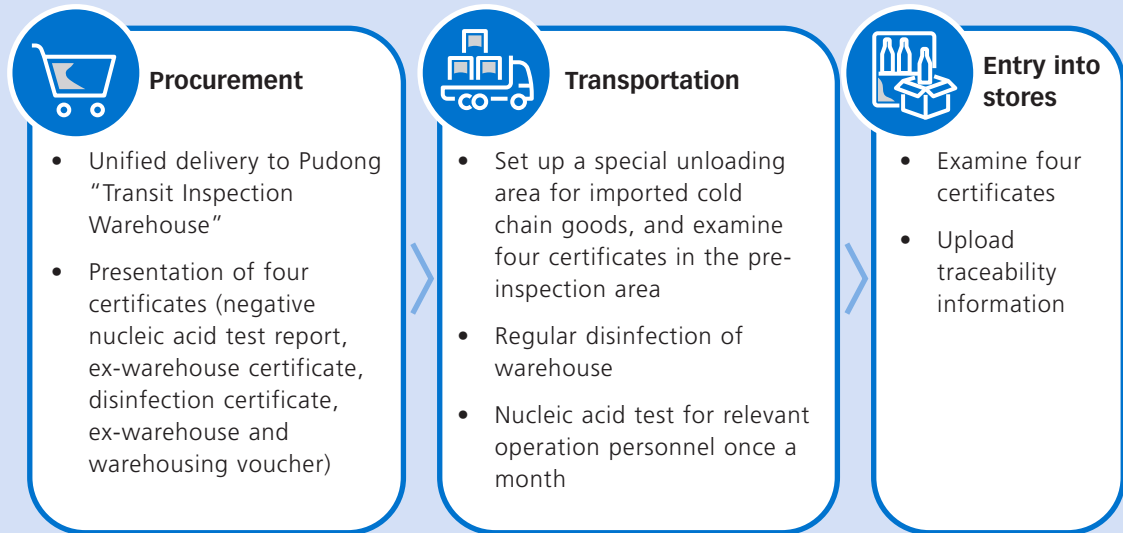 Procurement
• Unified delivery to Pudong
“Transit Inspection
Warehouse”
• Presentation of four
certificates (negative
nucleic acid test report,
ex-warehouse certificate,
disinfection certificate,
ex-warehouse and
warehousing voucher)
Transportation
• Set up a special unloading
area for imported cold
chain goods, and examine
four certificates in the pre-
inspection area
• Regular disinfection of
warehouse
• Nucleic acid test for relevant
operation personnel once a
month
Entry into
stores
• Examine four
certificates
• Upload
traceability
information